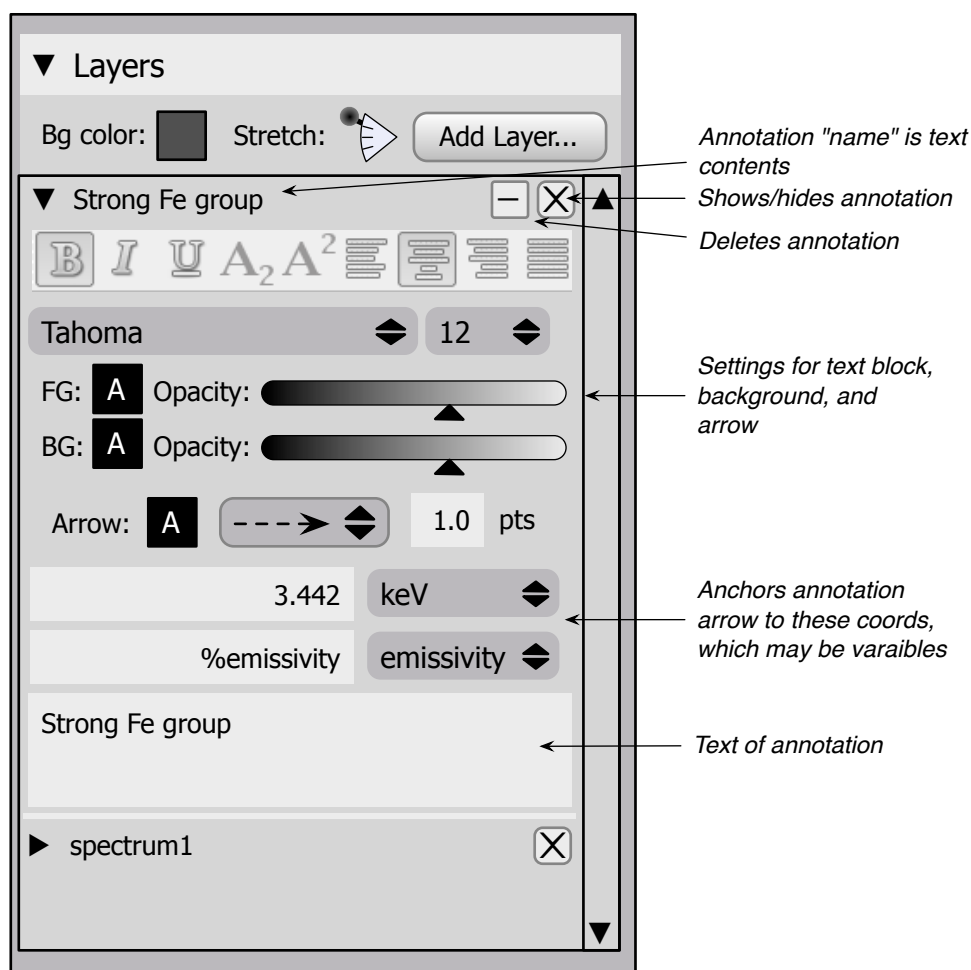 ▼ Layers
Bg color: Stretch: Add Layer...
Annotation "name" is text
contents
▼ Strong Fe group
Shows/hides annotation
Deletes annotation
B I U A2 A2
Tahoma 12
FG: A Opacity:
BG: A Opacity:
Settings for text block,
background, and
arrow
Arrow: A 1.0 pts
3.442 keV
%emissivity emissivity
Anchors annotation
arrow to these coords,
which may be varaibles
Strong Fe group
Text of annotation
spectrum1